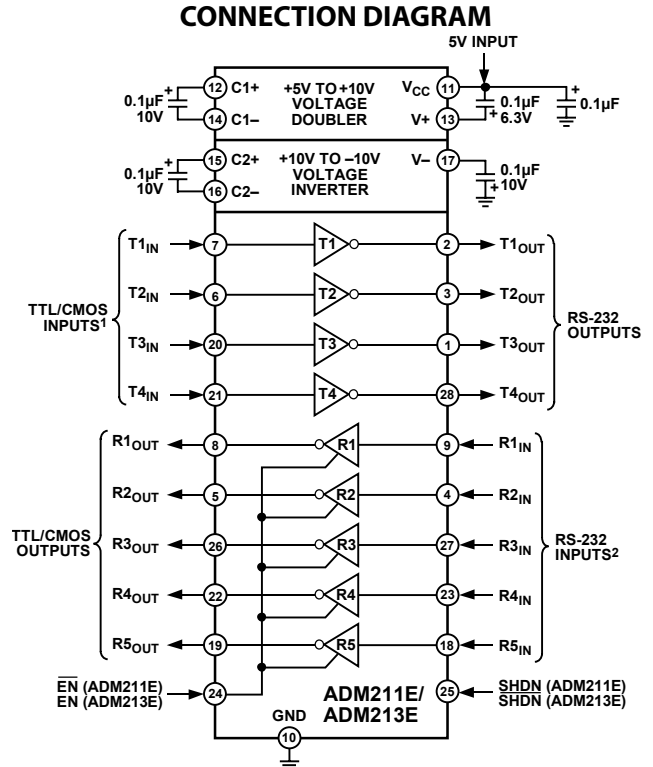 CONNECTION DIAGRAM
5V INPUT
0.1µF
10V
+
12 C1+
14 C1–
+5V TO +10V
VOLTAGE
DOUBLER
VCC 11
V+ 13
+
0.1µF
6.3V
+
0.1µF
0.1µF
10V
+
15 C2+
16 C2–
+10V TO –10V
VOLTAGE
INVERTER
V– 17
0.1µF
+10V
TTL/CMOS
INPUTS1
T1IN 7 T1 2 T1OUT
T2IN 6 T2 3 T2OUT
T3IN 20 T3 1 T3OUT
T4IN 21 T4 28 T4OUT
RS-232
OUTPUTS
TTL/CMOS
OUTPUTS
R1OUT 8 R1 9 R1IN
R2OUT 5 R2 4 R2IN
R3OUT 26 R3 27 R3IN
R4OUT 22 R4 23 R4IN
R5OUT 19 R5 18 R5IN
RS-232
INPUTS2
E̅N̅ (ADM211E)
EN (ADM213E)
24
ADM211E/
ADM213E
25
SHDN (ADM211E)
S̅H̅D̅N̅ (ADM213E)
GND
10